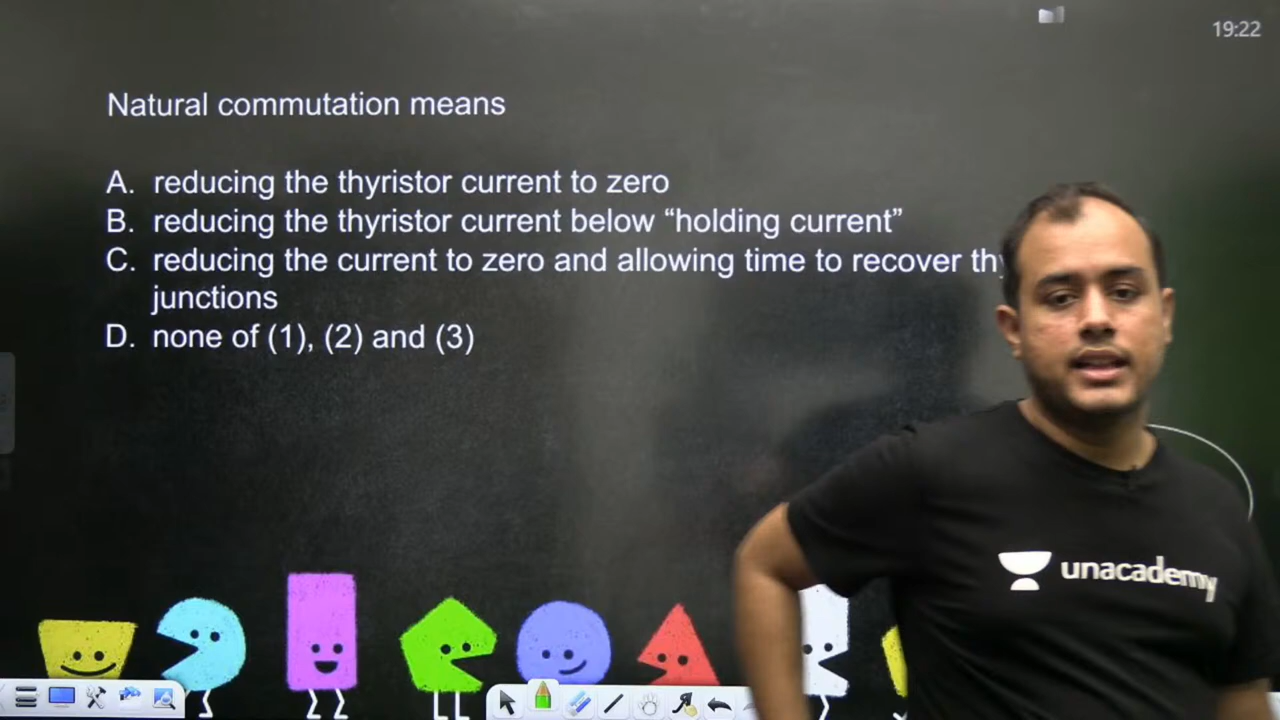 19:22
Natural commutation means
A. reducing the thyristor current to zero
B. reducing the thyristor current below “holding current”
C. reducing the current to zero and allowing time to recover
junctions
D. none of (1), (2) and (3)
unacademy